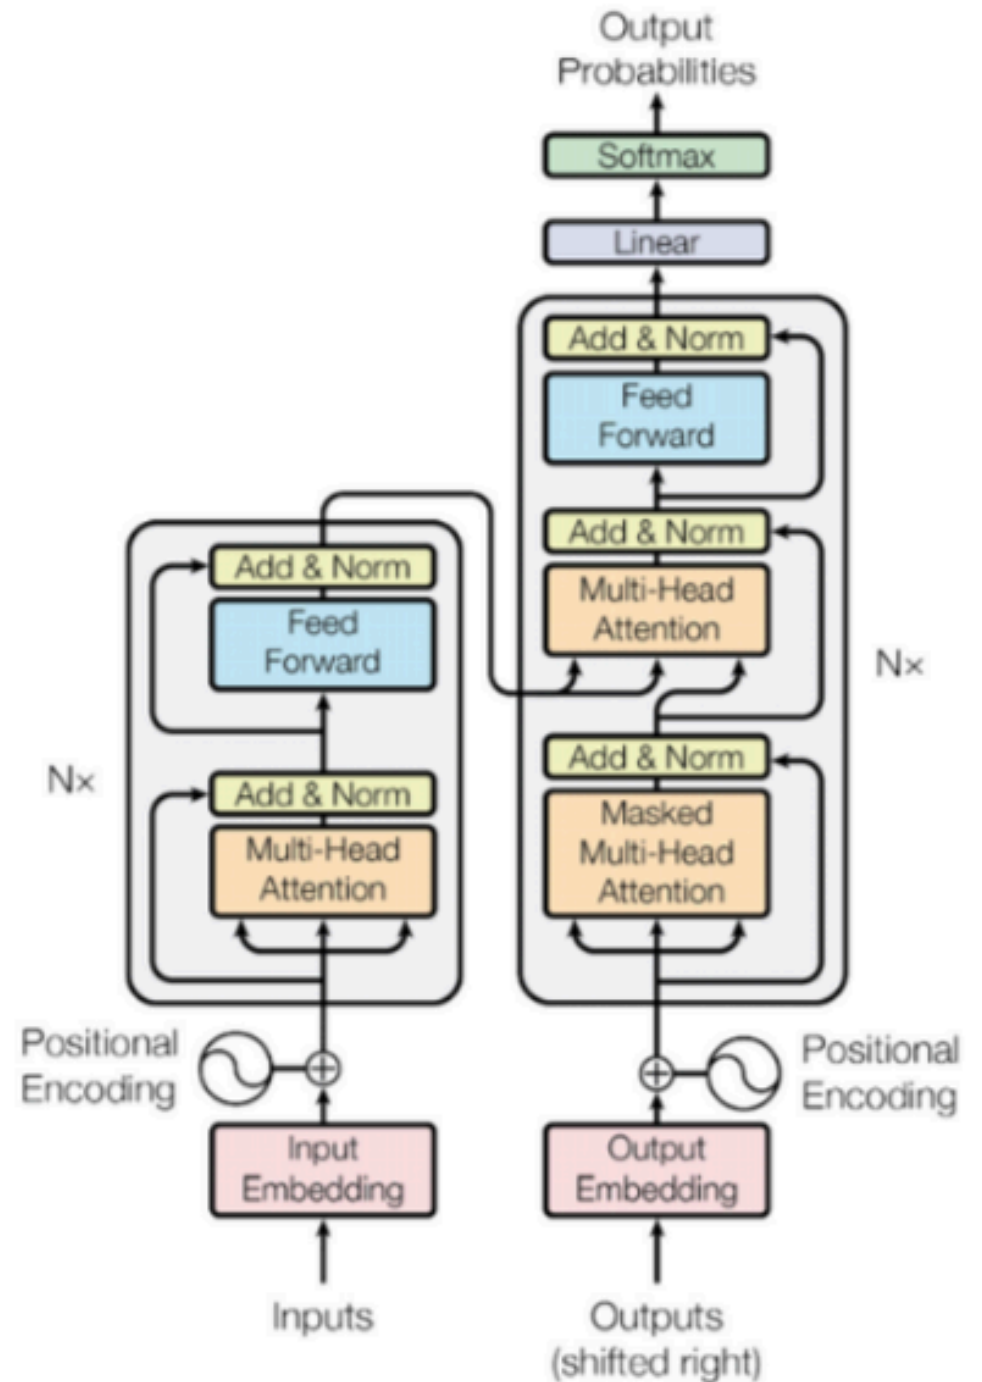 Output
Probabilities
Softmax
Linear
Add & Norm
Feed
Forward
Add & Norm
Multi-Head
Attention
Nx
Add & Norm
Masked
Multi-Head
Attention
Positional
Encoding
Output
Embedding
Outputs
(shifted right)
Add & Norm
Feed
Forward
Nx
Add & Norm
Multi-Head
Attention
Positional
Encoding
Input
Embedding
Inputs